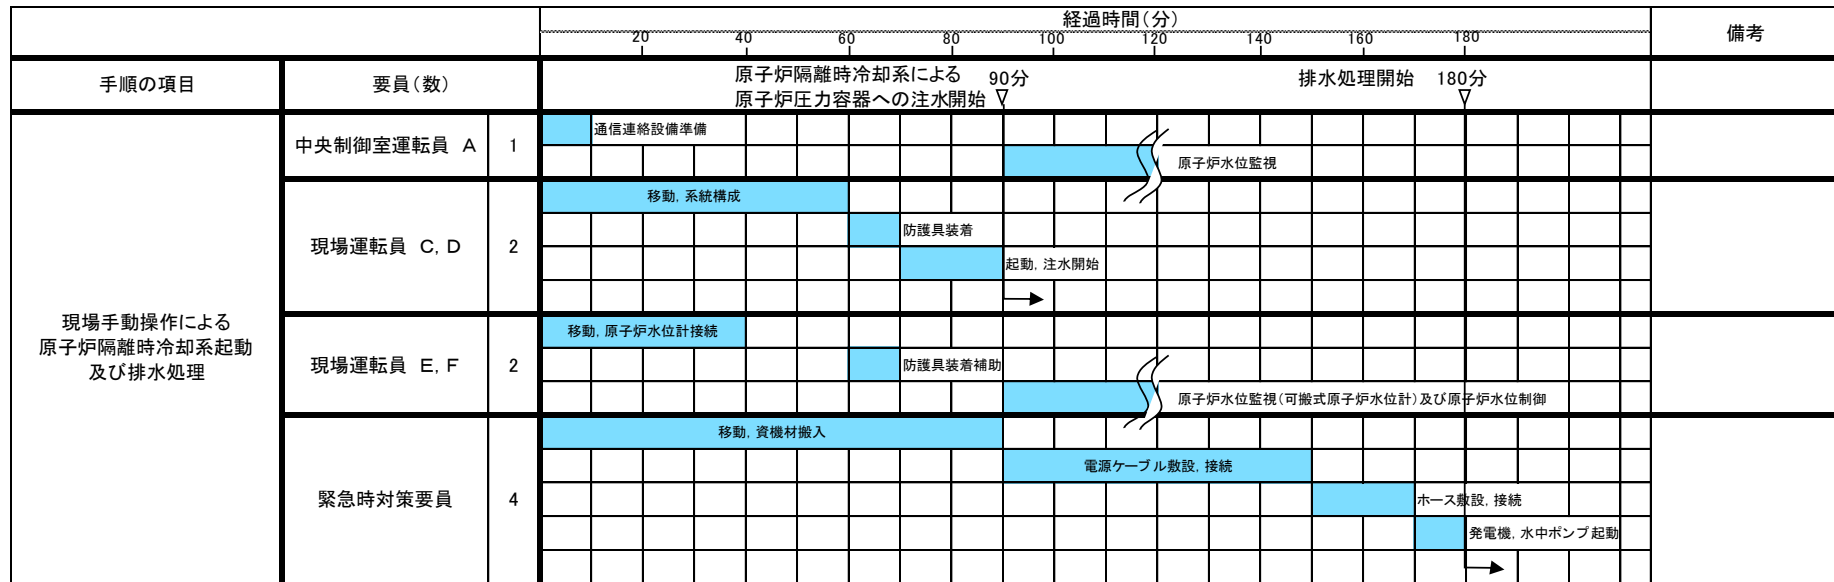 経過時間(分)
備考
20
40
60
80
100
120
140
160
180
手順の項目
要員(数)
原子炉隔離時冷却系による
原子炉圧力容器への注水開始
90分
▽
排水処理開始
180分
▽
中央制御室運転員 A
1
通信連絡設備準備
原子炉水位監視
現場運転員 C, D
2
移動, 系統構成
防護具装着
起動, 注水開始
現場手動操作による
原子炉隔離時冷却系起動
及び排水処理
現場運転員 E, F
2
移動, 原子炉水位計接続
防護具装着補助
原子炉水位監視(可搬式原子炉水位計)及び原子炉水位制御
緊急時対策要員
4
移動, 資機材搬入
電源ケーブル敷設, 接続
ホース敷設, 接続
発電機, 水中ポンプ起動